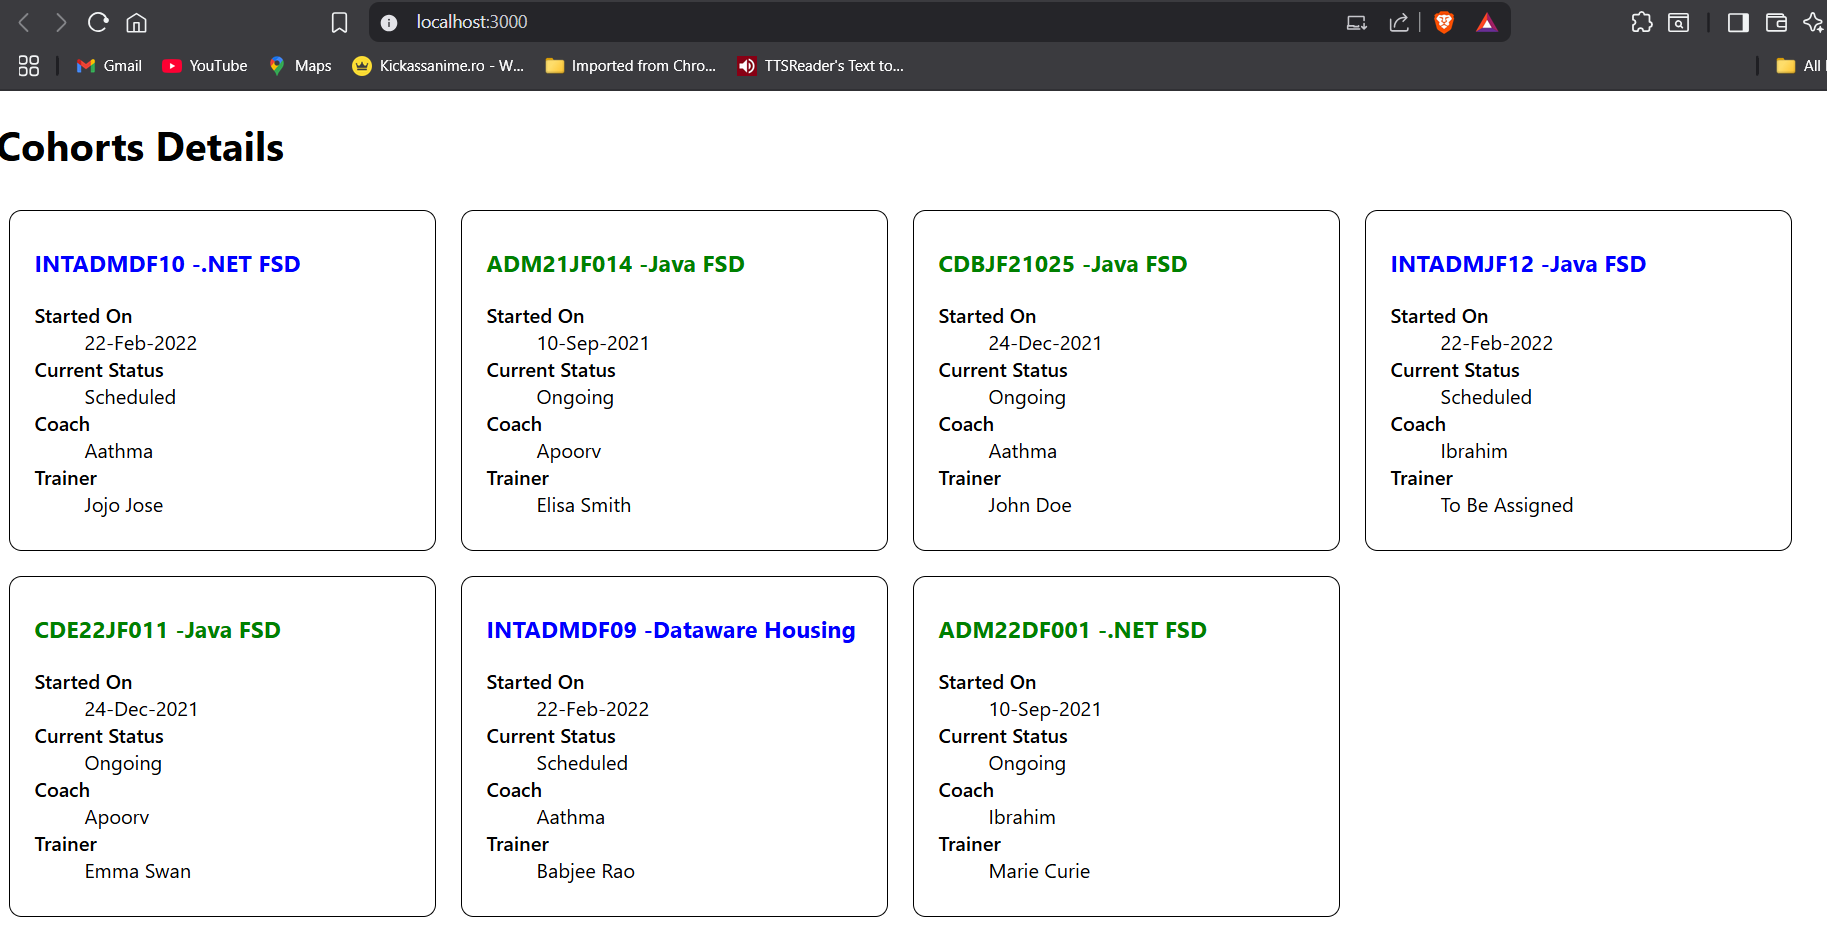 localhost:3000
Gmail
YouTube
Maps
Kickassanime.ro - W...
Imported from Chro...
TTSReader's Text to...
All
Cohorts Details
INTADMDF10 -.NET FSD
Started On
22-Feb-2022
Current Status
Scheduled
Coach
Aathma
Trainer
Jojo Jose
ADM21JF014 -Java FSD
Started On
10-Sep-2021
Current Status
Ongoing
Coach
Apoorv
Trainer
Elisa Smith
CDBJF21025 -Java FSD
Started On
24-Dec-2021
Current Status
Ongoing
Coach
Aathma
Trainer
John Doe
INTADMJF12 -Java FSD
Started On
22-Feb-2022
Current Status
Scheduled
Coach
Ibrahim
Trainer
To Be Assigned
CDE22JF011 -Java FSD
Started On
24-Dec-2021
Current Status
Ongoing
Coach
Apoorv
Trainer
Emma Swan
INTADMDF09 -Dataware Housing
Started On
22-Feb-2022
Current Status
Scheduled
Coach
Aathma
Trainer
Babjee Rao
ADM22DF001 -.NET FSD
Started On
10-Sep-2021
Current Status
Ongoing
Coach
Ibrahim
Trainer
Marie Curie